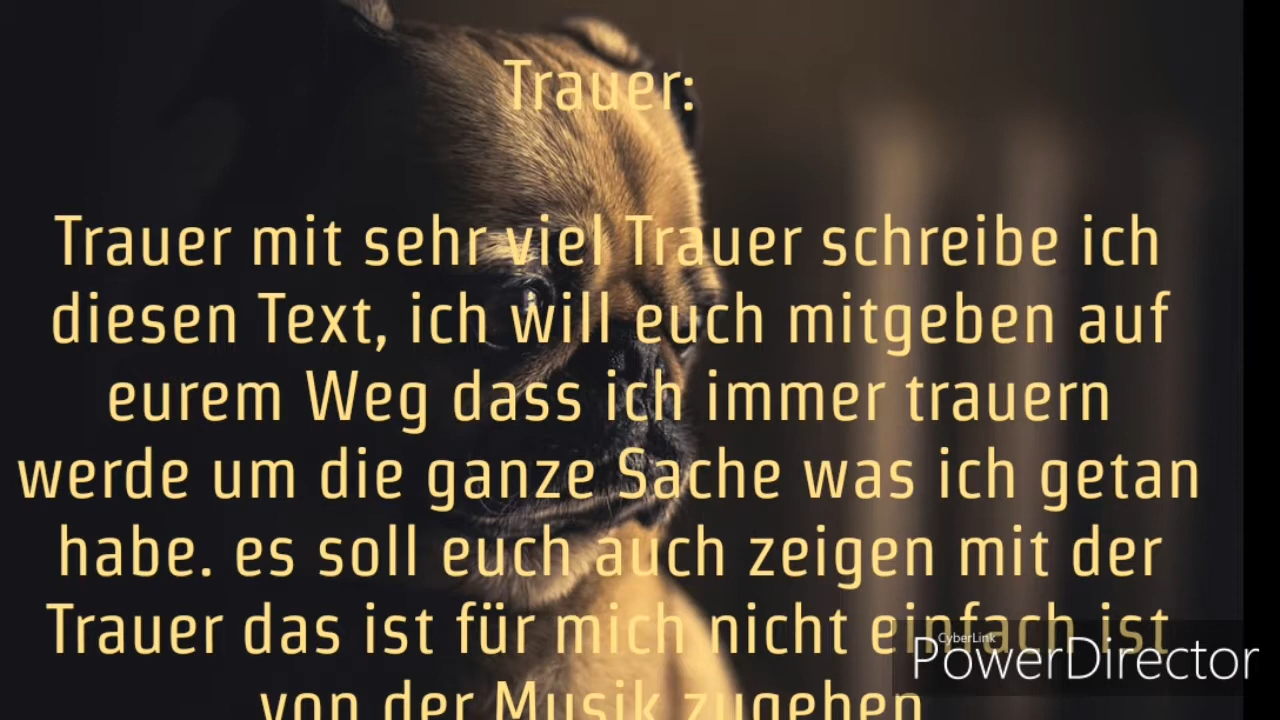 Trauer:
Trauer mit sehr viel Trauer schreibe ich
diesen Text, ich will euch mitgeben auf
eurem Weg dass ich immer trauern
werde um die ganze Sache was ich getan
habe. es soll euch auch zeigen mit der
Trauer das ist für mich nicht einfach ist
von der Musik zugehen
CyberLink
PowerDirector